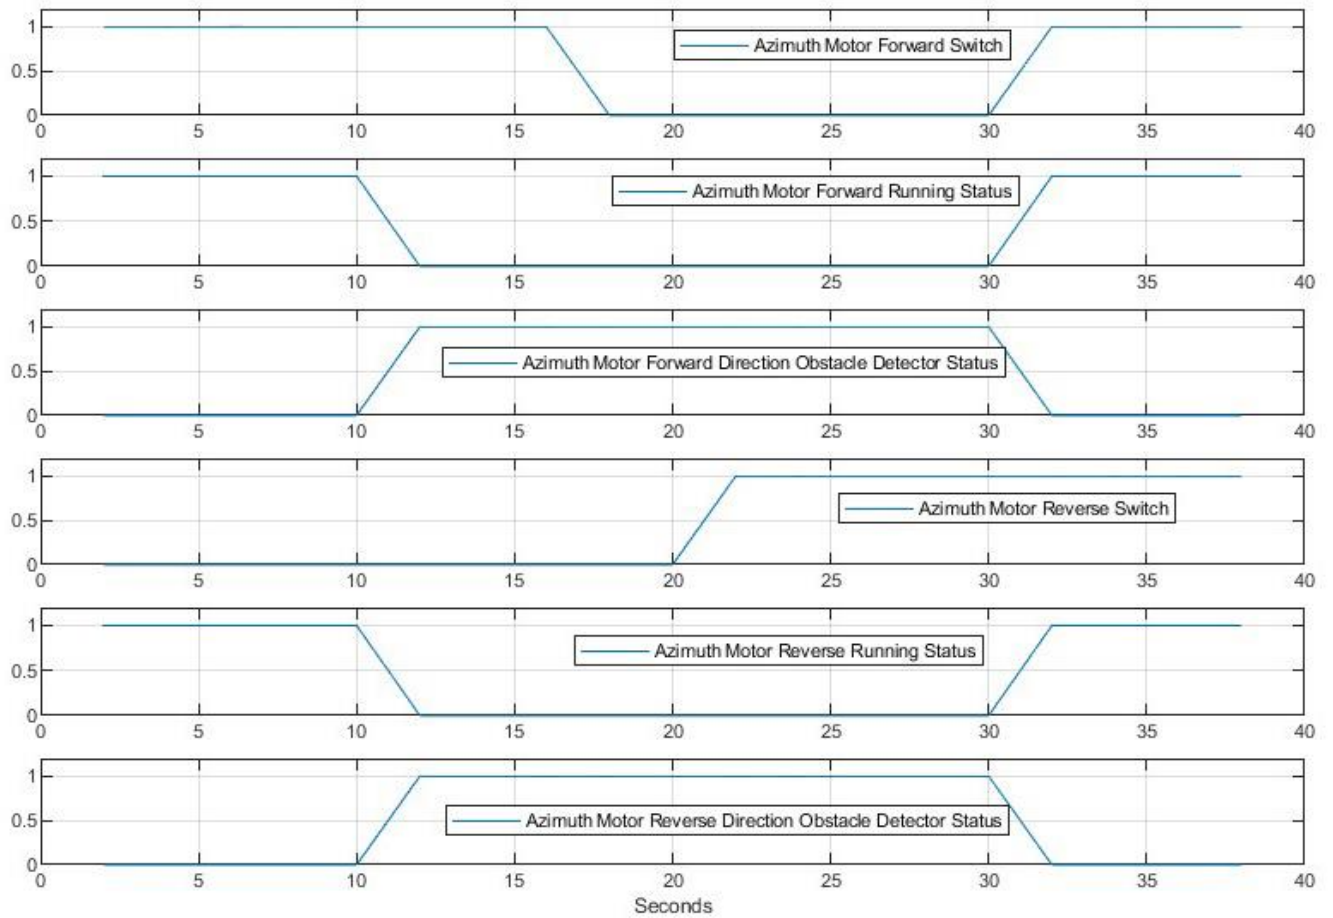 1
Azimuth Motor Forward Switch
0.5
0
0 5 10 15 20 25 30 35 40
1
Azimuth Motor Forward Running Status
0.5
0
0 5 10 15 20 25 30 35 40
1
Azimuth Motor Forward Direction Obstacle Detector Status
0.5
0
0 5 10 15 20 25 30 35 40
1
Azimuth Motor Reverse Switch
0.5
0
0 5 10 15 20 25 30 35 40
1
Azimuth Motor Reverse Running Status
0.5
0
0 5 10 15 20 25 30 35 40
1
Azimuth Motor Reverse Direction Obstacle Detector Status
0.5
0
0 5 10 15 20 25 30 35 40
Seconds